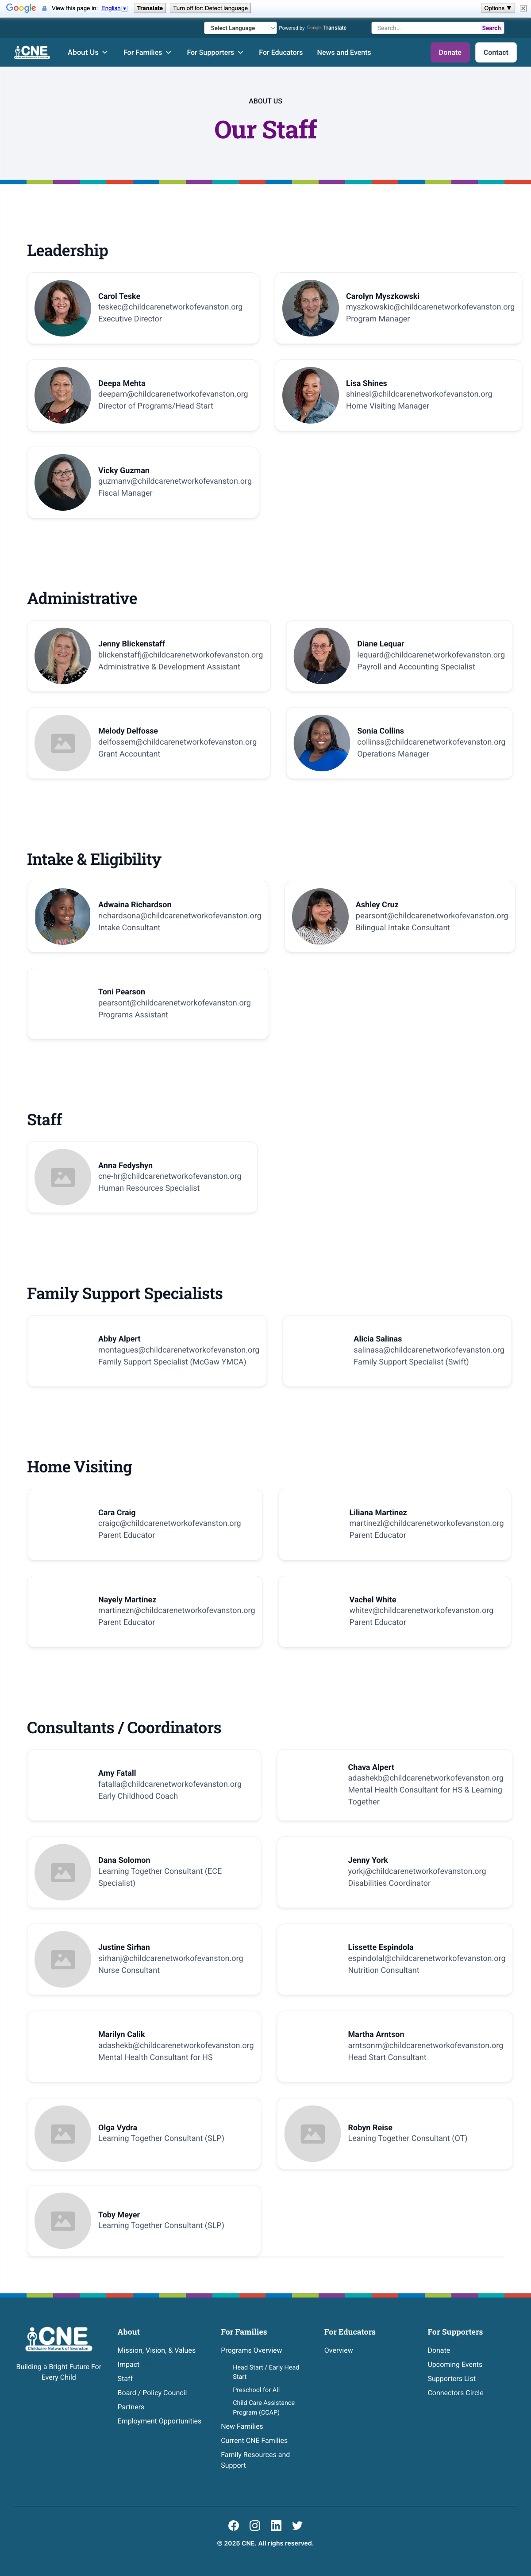 Google View this page in: English Translate Turn off for: Detect language Options ▼
Select Language Powered by Google Translate Search... Search
CNE About Us For Families For Supporters For Educators News and Events Donate Contact
ABOUT US
Our Staff
Leadership
Carol Teske
teskec@childcarenetworkofevanston.org
Executive Director
Carolyn Myszkowski
myszkowskic@childcarenetworkofevanston.org
Program Manager
Deepa Mehta
deepam@childcarenetworkofevanston.org
Director of Programs/Head Start
Lisa Shines
shinesl@childcarenetworkofevanston.org
Home Visiting Manager
Vicky Guzman
guzmanv@childcarenetworkofevanston.org
Fiscal Manager
Administrative
Jenny Blickenstaff
blickenstaffj@childcarenetworkofevanston.org
Administrative & Development Assistant
Diane Lequar
lequard@childcarenetworkofevanston.org
Payroll and Accounting Specialist
Melody Delfosse
delfossem@childcarenetworkofevanston.org
Grant Accountant
Sonia Collins
collinss@childcarenetworkofevanston.org
Operations Manager
Intake & Eligibility
Adwaina Richardson
richardsona@childcarenetworkofevanston.org
Intake Consultant
Ashley Cruz
pearsont@childcarenetworkofevanston.org
Bilingual Intake Consultant
Toni Pearson
pearsont@childcarenetworkofevanston.org
Programs Assistant
Staff
Anna Fedyshyn
cne-hr@childcarenetworkofevanston.org
Human Resources Specialist
Family Support Specialists
Abby Alpert
montagues@childcarenetworkofevanston.org
Family Support Specialist (McGaw YMCA)
Alicia Salinas
salinasa@childcarenetworkofevanston.org
Family Support Specialist (Swift)
Home Visiting
Cara Craig
craigc@childcarenetworkofevanston.org
Parent Educator
Liliana Martinez
martinezl@childcarenetworkofevanston.org
Parent Educator
Nayely Martinez
martinezn@childcarenetworkofevanston.org
Parent Educator
Vachel White
whitev@childcarenetworkofevanston.org
Parent Educator
Consultants / Coordinators
Amy Fatall
fatalla@childcarenetworkofevanston.org
Early Childhood Coach
Chava Alpert
adashekb@childcarenetworkofevanston.org
Mental Health Consultant for HS & Learning
Together
Dana Solomon
Learning Together Consultant (ECE
Specialist)
Jenny York
yorkj@childcarenetworkofevanston.org
Disabilities Coordinator
Justine Sirhan
sirhanj@childcarenetworkofevanston.org
Nurse Consultant
Lissette Espindola
espindolal@childcarenetworkofevanston.org
Nutrition Consultant
Marilyn Calik
adashekb@childcarenetworkofevanston.org
Mental Health Consultant for HS
Martha Arntson
arntsonm@childcarenetworkofevanston.org
Head Start Consultant
Olga Vydra
Learning Together Consultant (SLP)
Robyn Reise
Leaning Together Consultant (OT)
Toby Meyer
Learning Together Consultant (SLP)
CNE
Childcare Network of Evanston
Building a Bright Future For
Every Child
About
Mission, Vision, & Values
Impact
Staff
Board / Policy Council
Partners
Employment Opportunities
For Families
Programs Overview
Head Start / Early Head
Start
Preschool for All
Child Care Assistance
Program (CCAP)
New Families
Current CNE Families
Family Resources and
Support
For Educators
Overview
For Supporters
Donate
Upcoming Events
Supporters List
Connectors Circle
© 2025 CNE. All righs reserved.